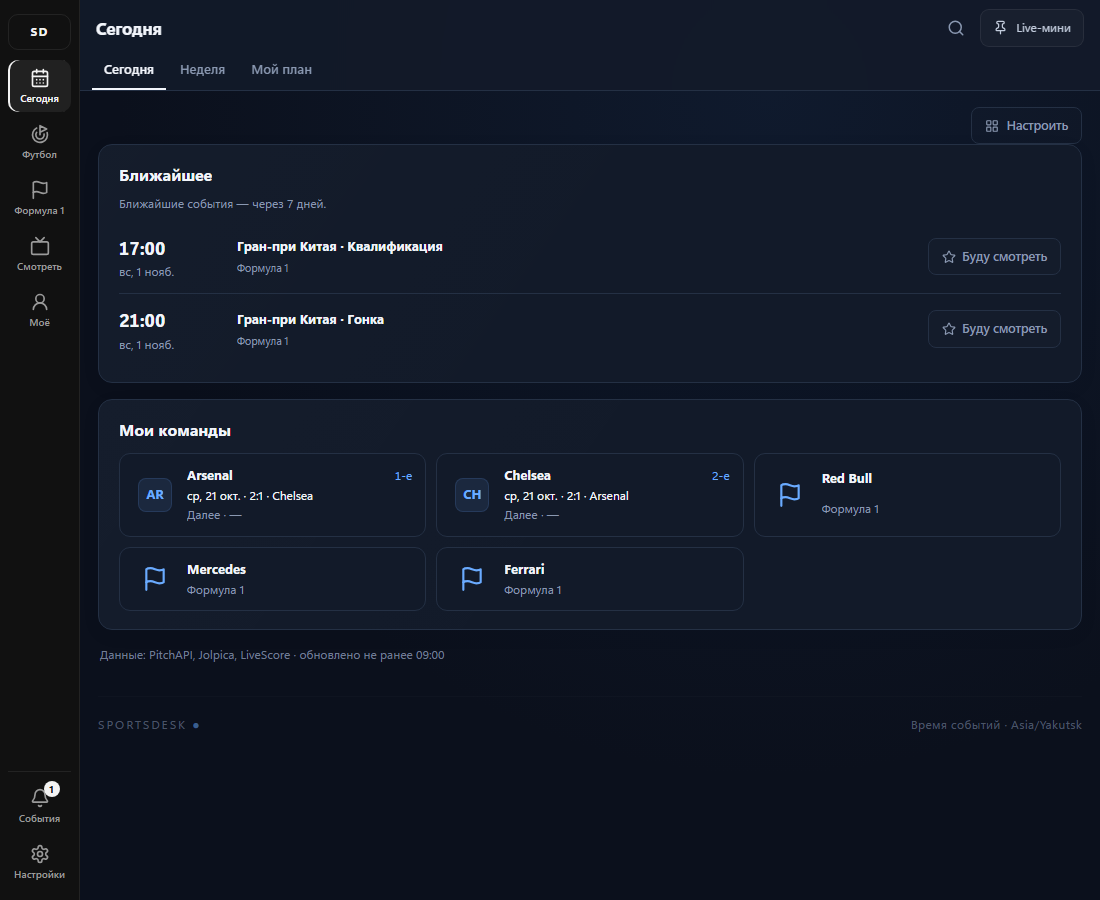 SD
Сегодня
Футбол
Формула 1
Смотреть
Моё
1
События
Настройки
Сегодня
Live-мини
Сегодня Неделя Мой план
Настроить
Ближайшее
Ближайшие события — через 7 дней.
17:00
вс, 1 нояб.
Гран-при Китая · Квалификация
Формула 1
Буду смотреть
21:00
вс, 1 нояб.
Гран-при Китая · Гонка
Формула 1
Буду смотреть
Мои команды
AR
Arsenal 1-е
ср, 21 окт. · 2:1 · Chelsea
Далее · —
CH
Chelsea 2-е
ср, 21 окт. · 2:1 · Arsenal
Далее · —
Red Bull
Формула 1
Mercedes
Формула 1
Ferrari
Формула 1
Данные: PitchAPI, Jolpica, LiveScore · обновлено не ранее 09:00
SPORTSDESK
Время событий · Asia/Yakutsk